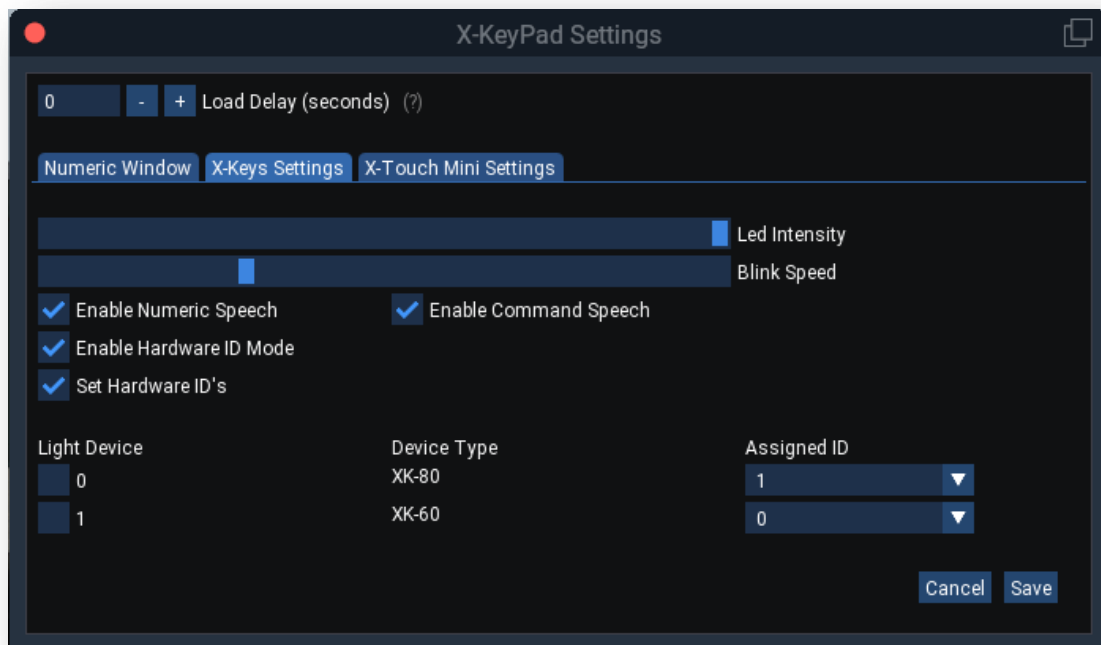 X-KeyPad Settings
0 - + Load Delay (seconds) (?)
Numeric Window X-Keys Settings X-Touch Mini Settings
Led Intensity
Blink Speed
Enable Numeric Speech Enable Command Speech
Enable Hardware ID Mode
Set Hardware ID's
Light Device Device Type Assigned ID
0 XK-80 1
1 XK-60 0
Cancel Save